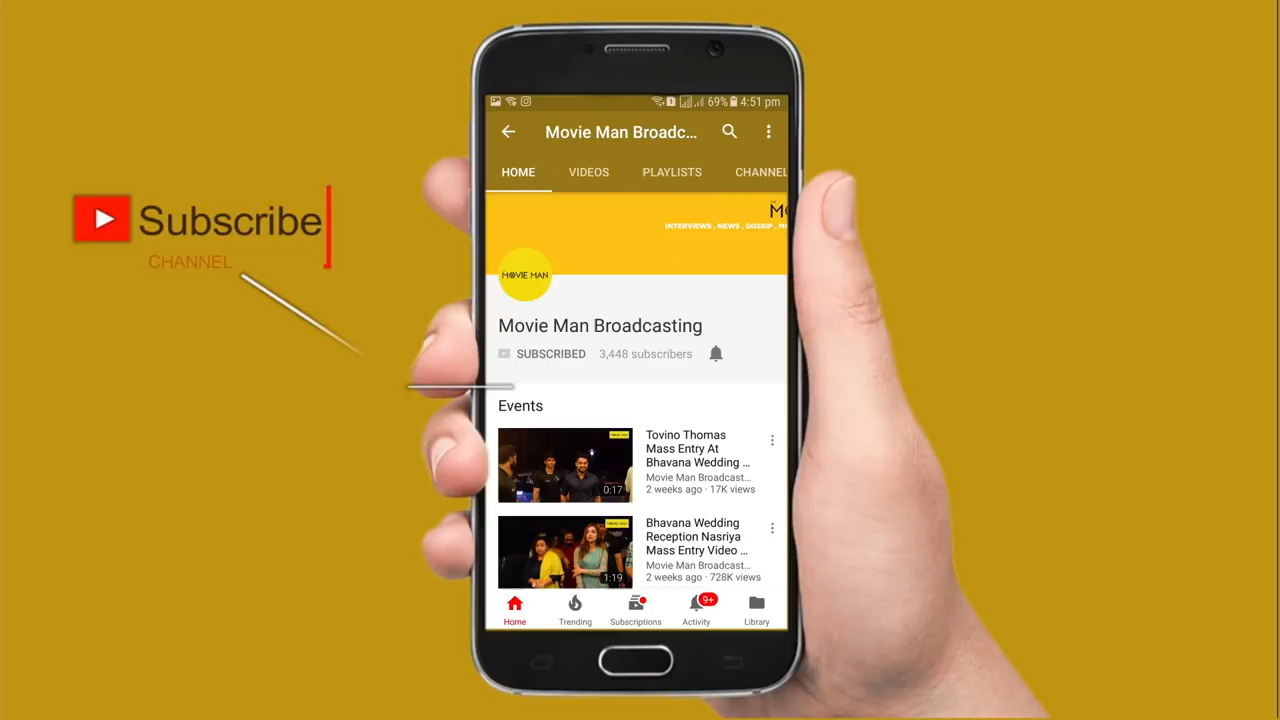 Subscribe
CHANNEL
69% 4:51 pm
Movie Man Broadc...
HOME VIDEOS PLAYLISTS CHANNEL
INTERVIEWS . NEWS . GOSSIP .
MOVIE MAN
Movie Man Broadcasting
SUBSCRIBED 3,448 subscribers
Events
Tovino Thomas
Mass Entry At
Bhavana Wedding ...
Movie Man Broadcast...
2 weeks ago · 17K views
0:17
Bhavana Wedding
Reception Nasriya
Mass Entry Video ...
Movie Man Broadcast...
2 weeks ago · 728K views
1:19
9+
Home Trending Subscriptions Activity Library